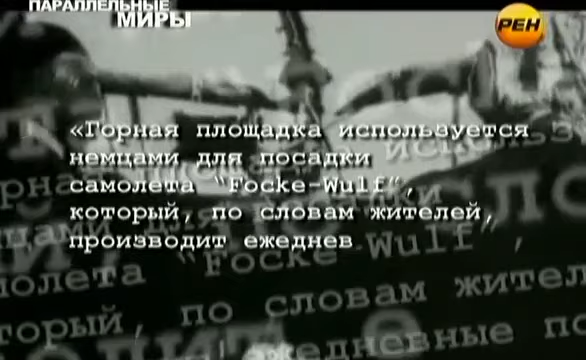 ПАРАЛЛЕЛЬНЫЕ
МИРЫ
РЕН
«Горная площадка используется
немцами для посадки
самолета "Focke-Wulf",
который, по словам жителей,
производит ежеднев